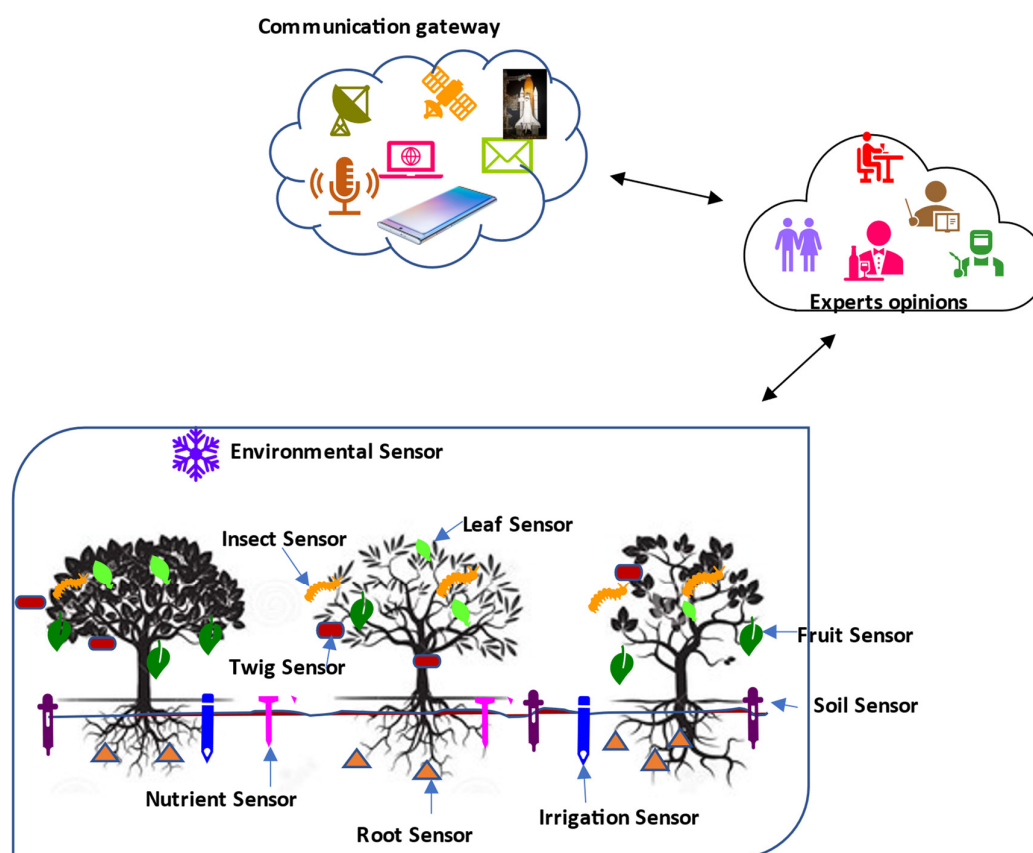 Communication gateway
Experts opinions
Environmental Sensor
Leaf Sensor
Insect Sensor
Fruit Sensor
Twig Sensor
Soil Sensor
Nutrient Sensor
Irrigation Sensor
Root Sensor